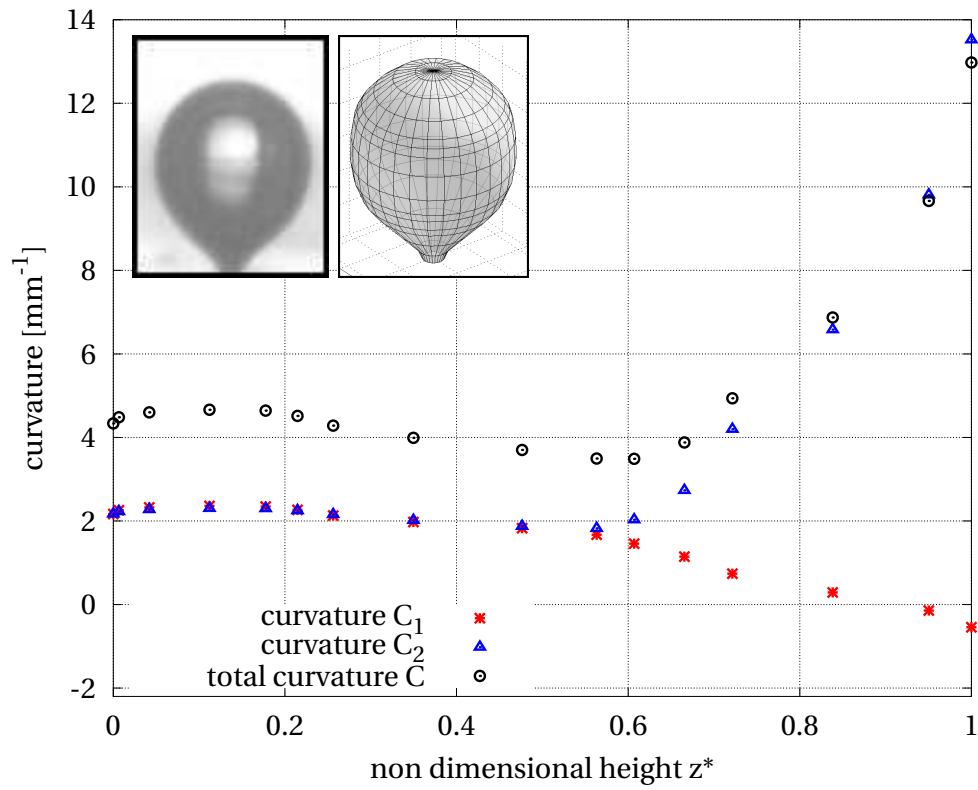 14
12
10
8
6
4
2
0
-2
curvature [mm-1]
curvature C1
curvature C2
total curvature C
0 0.2 0.4 0.6 0.8 1
non dimensional height z*